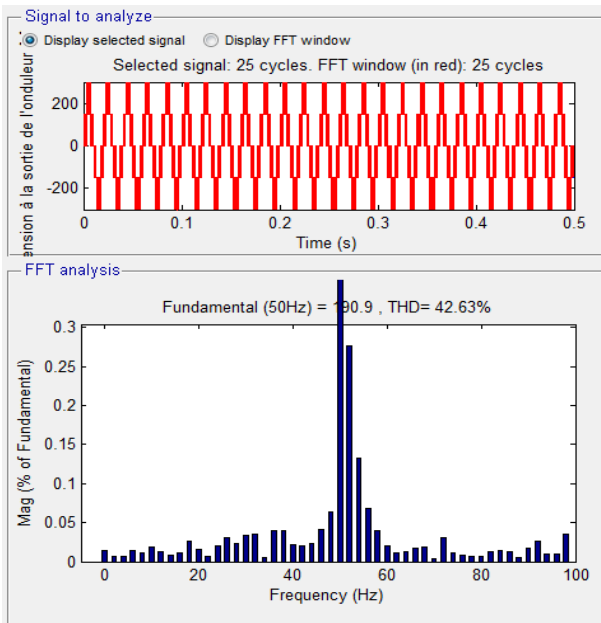 Signal to analyze
Display selected signal Display FFT window
Selected signal: 25 cycles. FFT window (in red): 25 cycles
ension à la sortie de l'onduleur
200
0
-200
0 0.1 0.2 0.3 0.4 0.5
Time (s)
FFT analysis
Fundamental (50Hz) = 190.9 , THD= 42.63%
Mag (% of Fundamental)
0.3
0.25
0.2
0.15
0.1
0.05
0
0 20 40 60 80 100
Frequency (Hz)